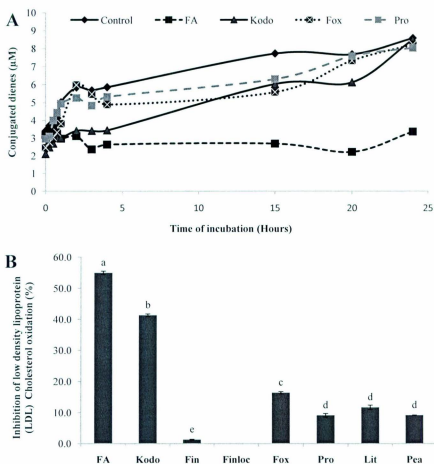 A
Control
FA
Kodo
Fox
Pro
Conjugated dienes (µM)
9
8
7
6
5
4
3
2
1
0
0
5
10
15
20
25
Time of incubation (Hours)
B
Inhibition of low density lipoprotein
(LDL) Cholesterol oxidation (%)
60.0
50.0
40.0
30.0
20.0
10.0
0.0
a
b
e
c
d
d
d
FA
Kodo
Fin
Finloc
Fox
Pro
Lit
Pea